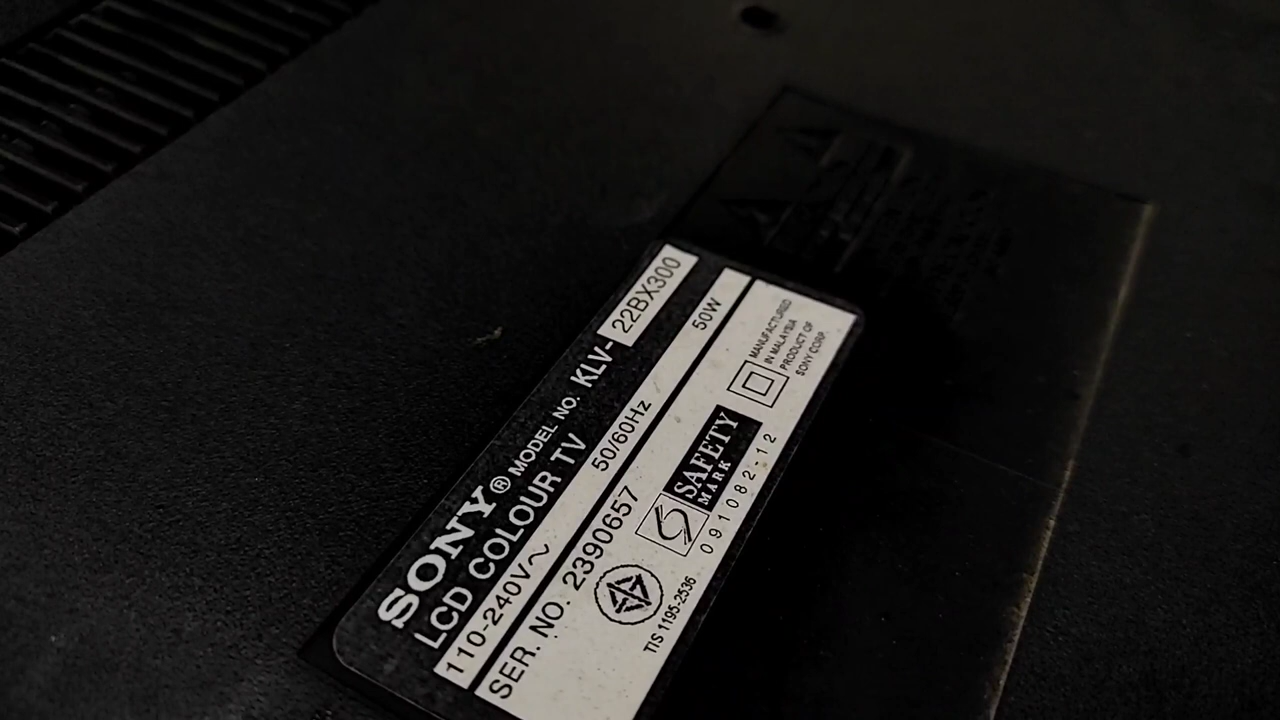 SONY® MODEL NO. KLV-22BX300
LCD COLOUR TV
110-240V~ 50/60Hz 50W
SER. NO. 2390657
SAFETY
MARK
091082-12
TIS 1195-2536
MANUFACTURED
IN MALAYSIA
PRODUCT OF
SONY CORP.